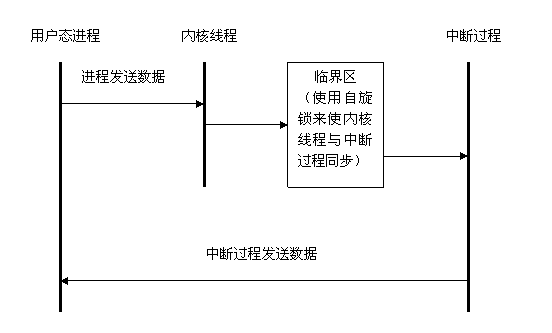 用户态进程
内核线程
中断过程
进程发送数据
临界区
（使用自旋
锁来使内核
线程与中断
过程同步）
中断过程发送数据